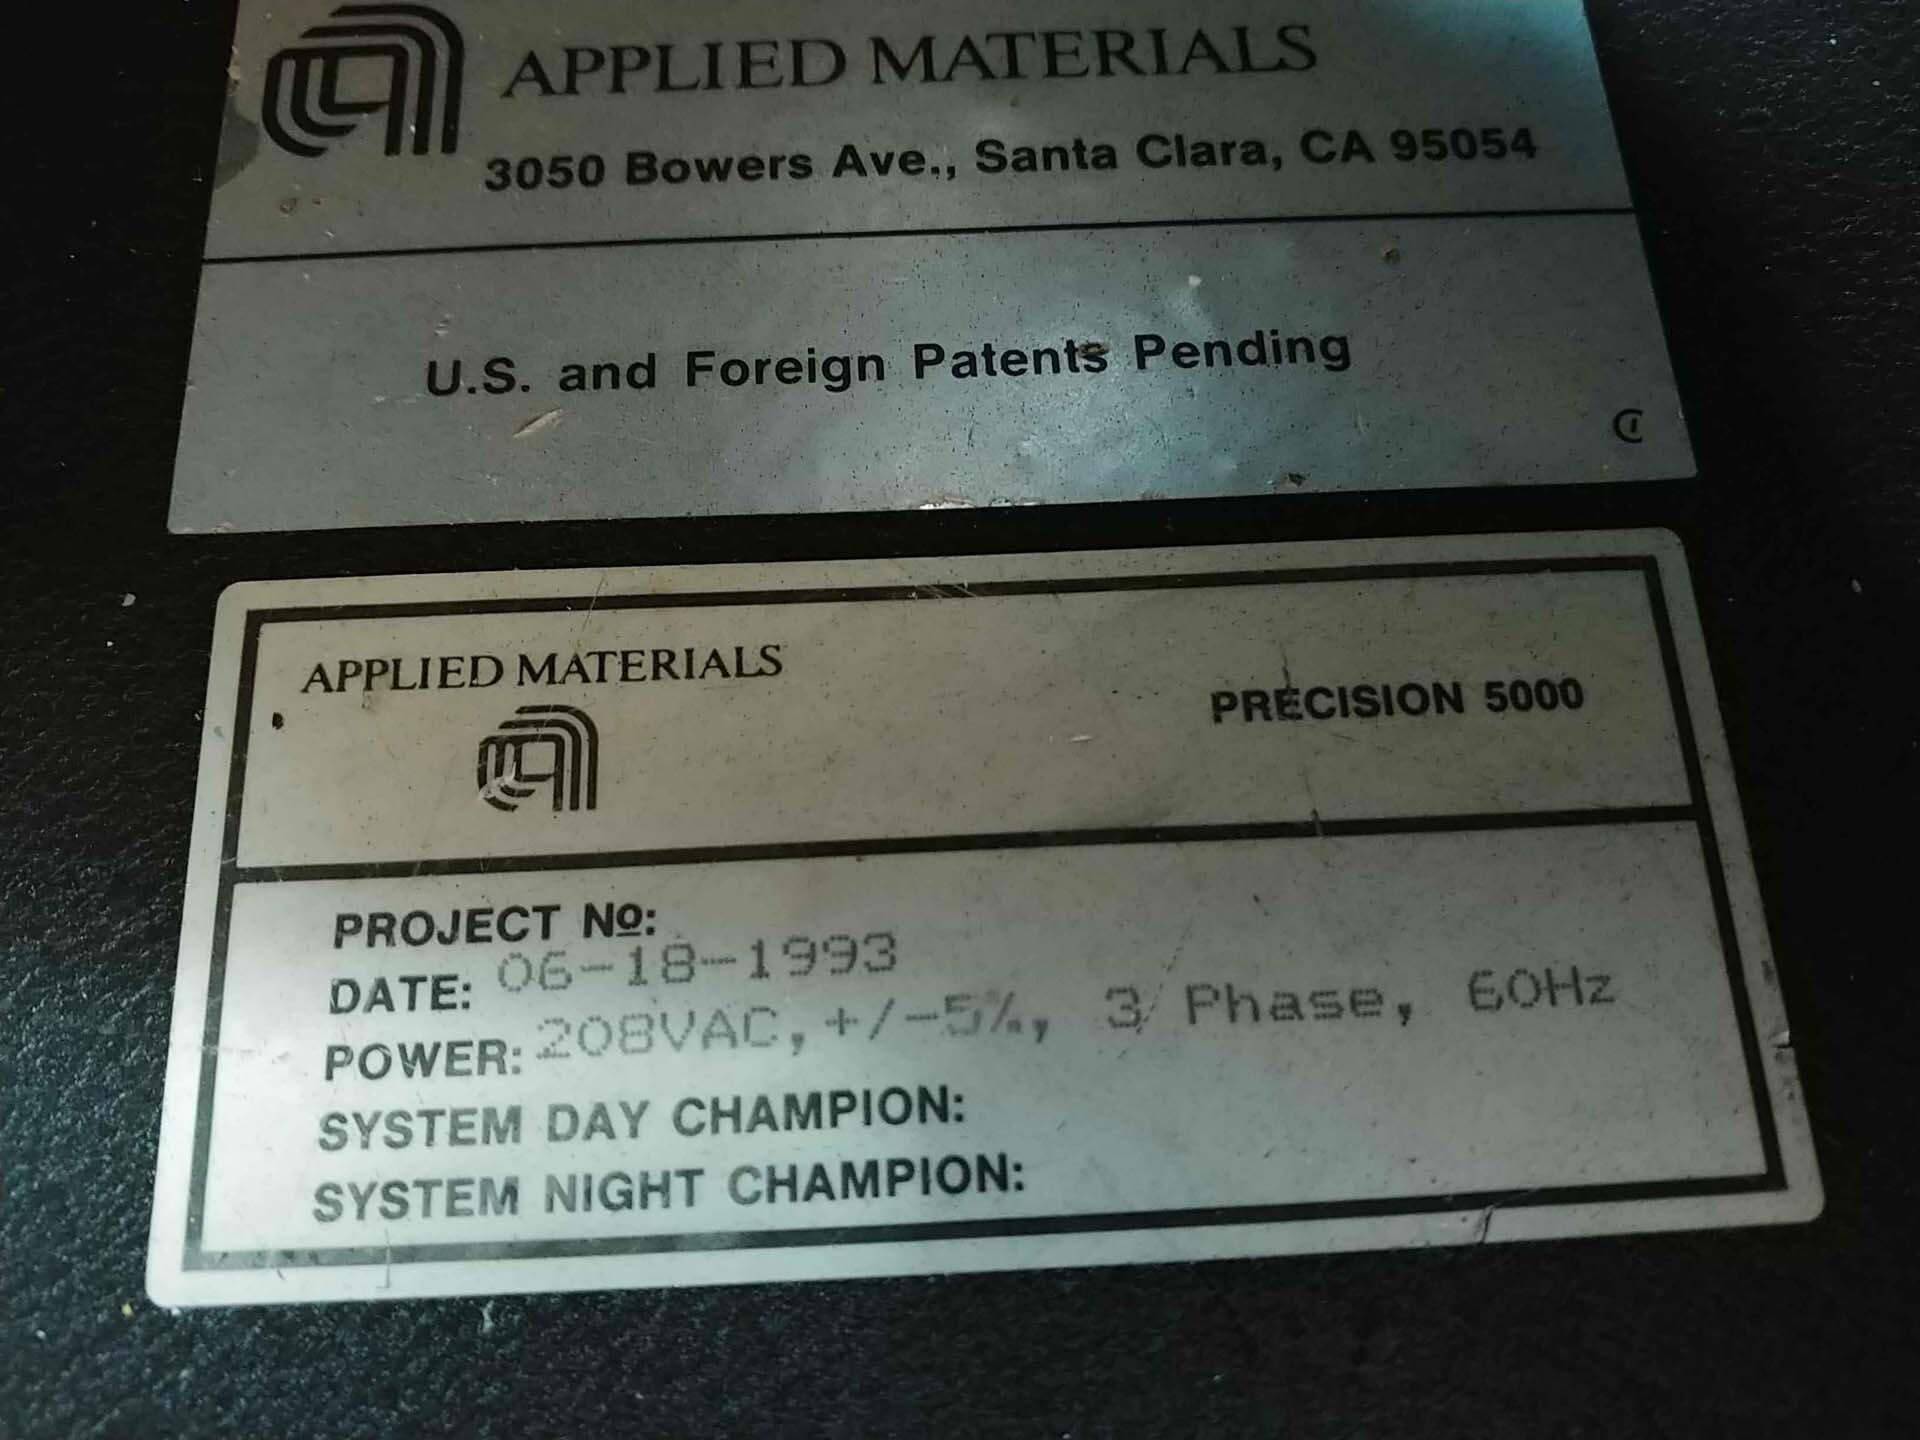 APPLIED MATERIALS
3050 Bowers Ave., Santa Clara, CA 95054
U.S. and Foreign Patents Pending
APPLIED MATERIALS
PRECISION 5000
PROJECT Nº:
DATE: 06-18-1993
POWER: 208VAC, +/-5%, 3 Phase, 60Hz
SYSTEM DAY CHAMPION:
SYSTEM NIGHT CHAMPION: